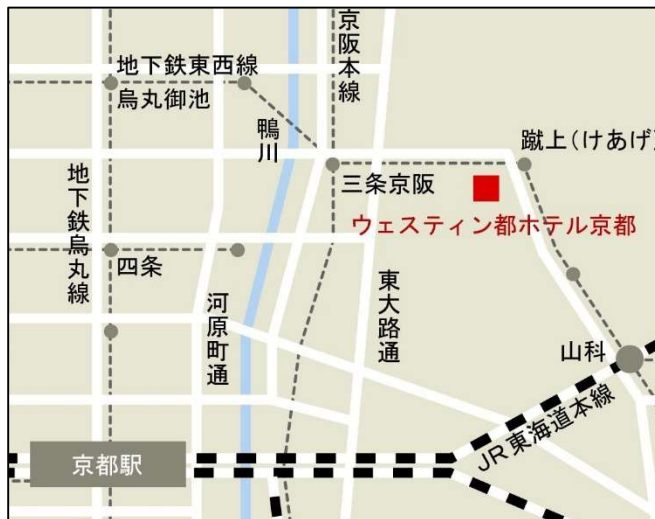 地下鉄東西線
烏丸御池
京阪本線
鴨川
蹴上(けあげ)
三条京阪
ウェスティン都ホテル京都
地下鉄烏丸線
四条
河原町通
東大路通
山科
JR東海道本線
京都駅